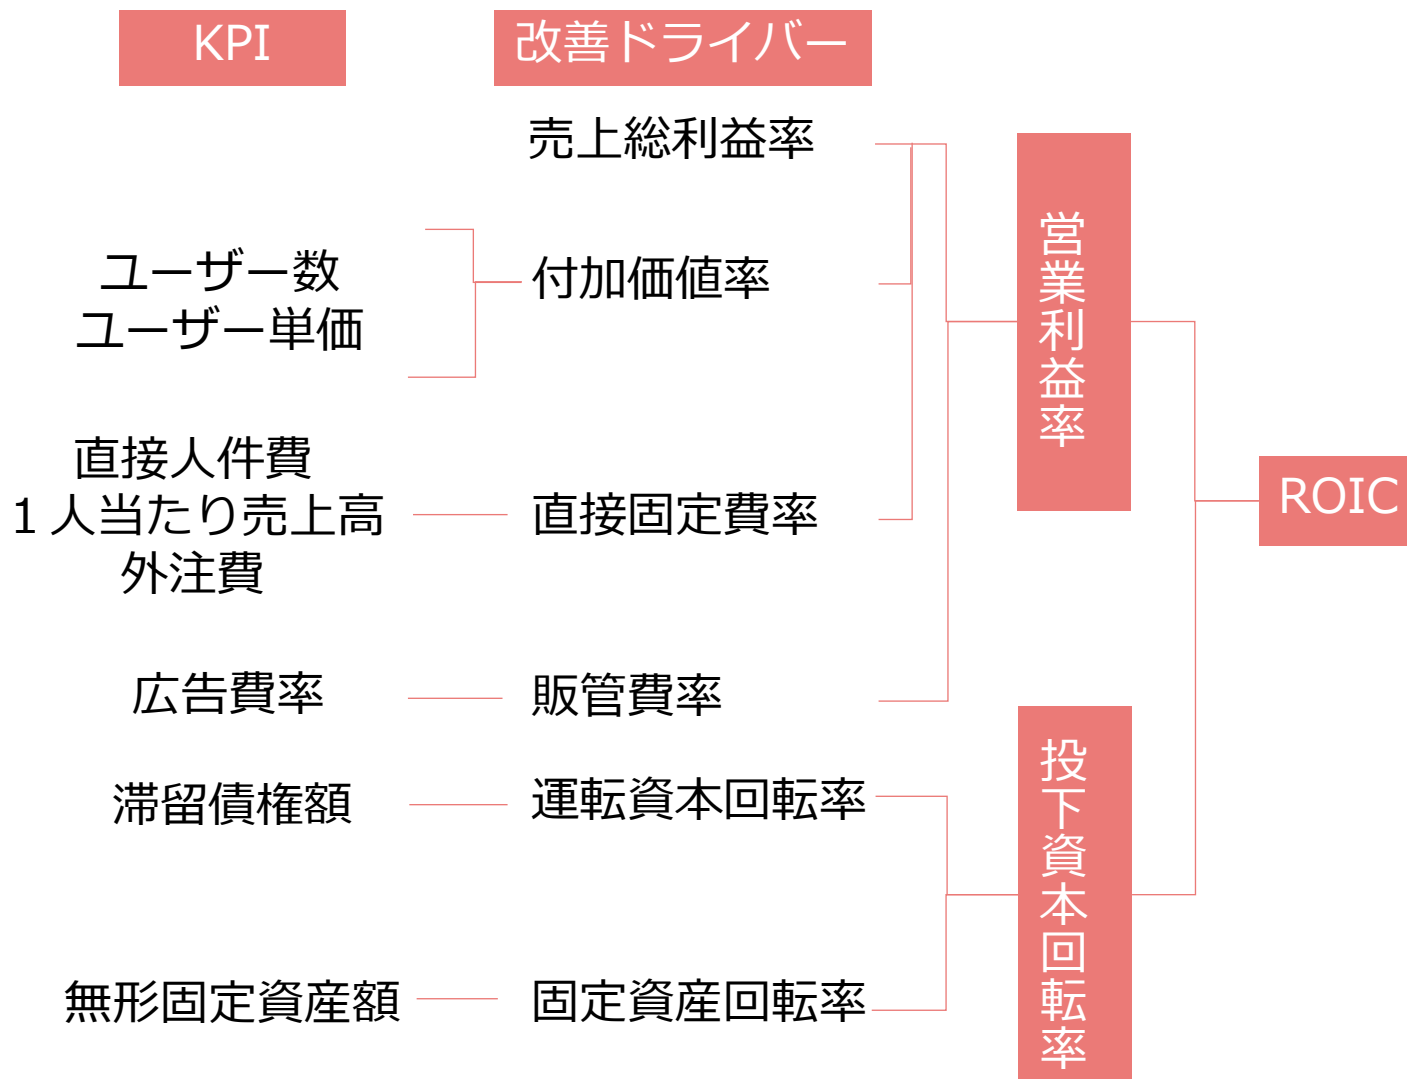 KPI
改善ドライバー
売上総利益率
ユーザー数
ユーザー単価
付加価値率
直接人件費
１人当たり売上高
外注費
直接固定費率
広告費率
販管費率
滞留債権額
運転資本回転率
無形固定資産額
固定資産回転率
営業利益率
投下資本回転率
ROIC